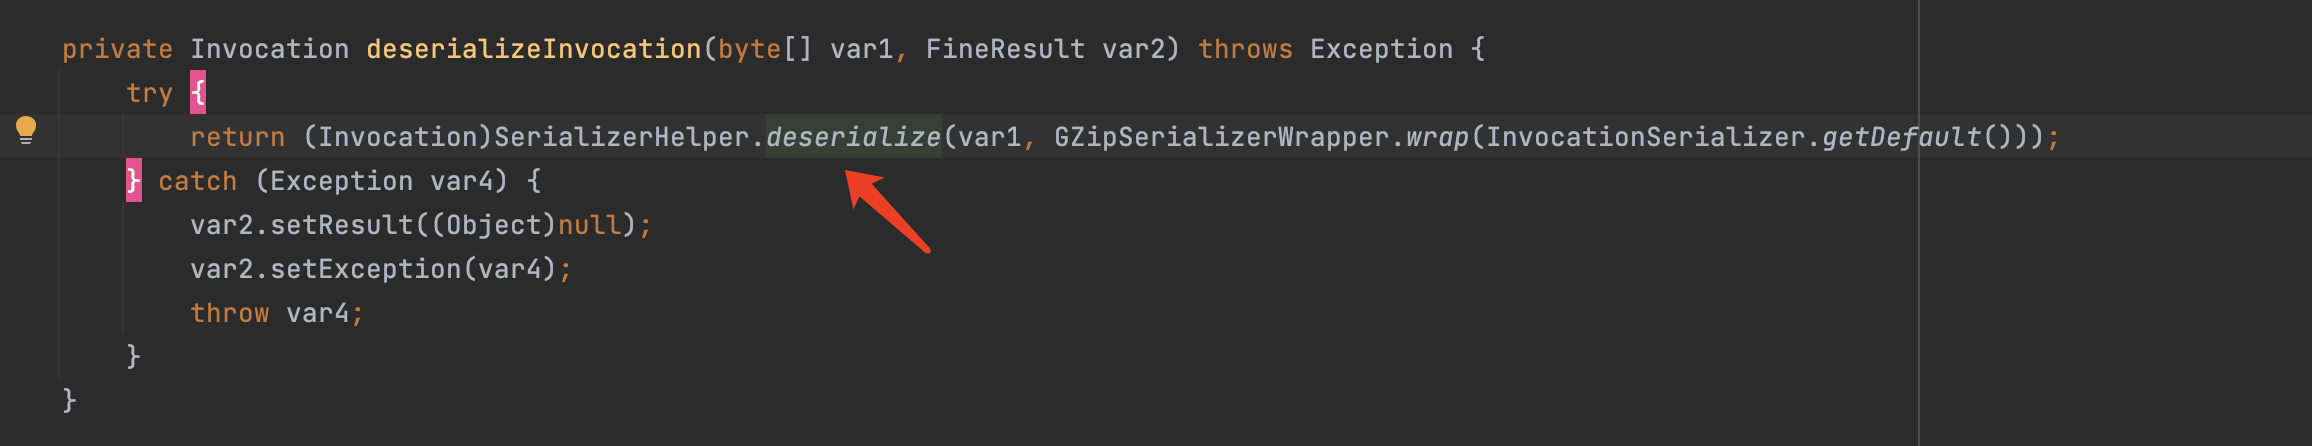 private Invocation deserializeInvocation(byte[] var1, FineResult var2) throws Exception {
try {
return (Invocation)SerializerHelper.deserialize(var1, GZipSerializerWrapper.wrap(InvocationSerializer.getDefault()));
} catch (Exception var4) {
var2.setResult((Object)null);
var2.setException(var4);
throw var4;
}
}